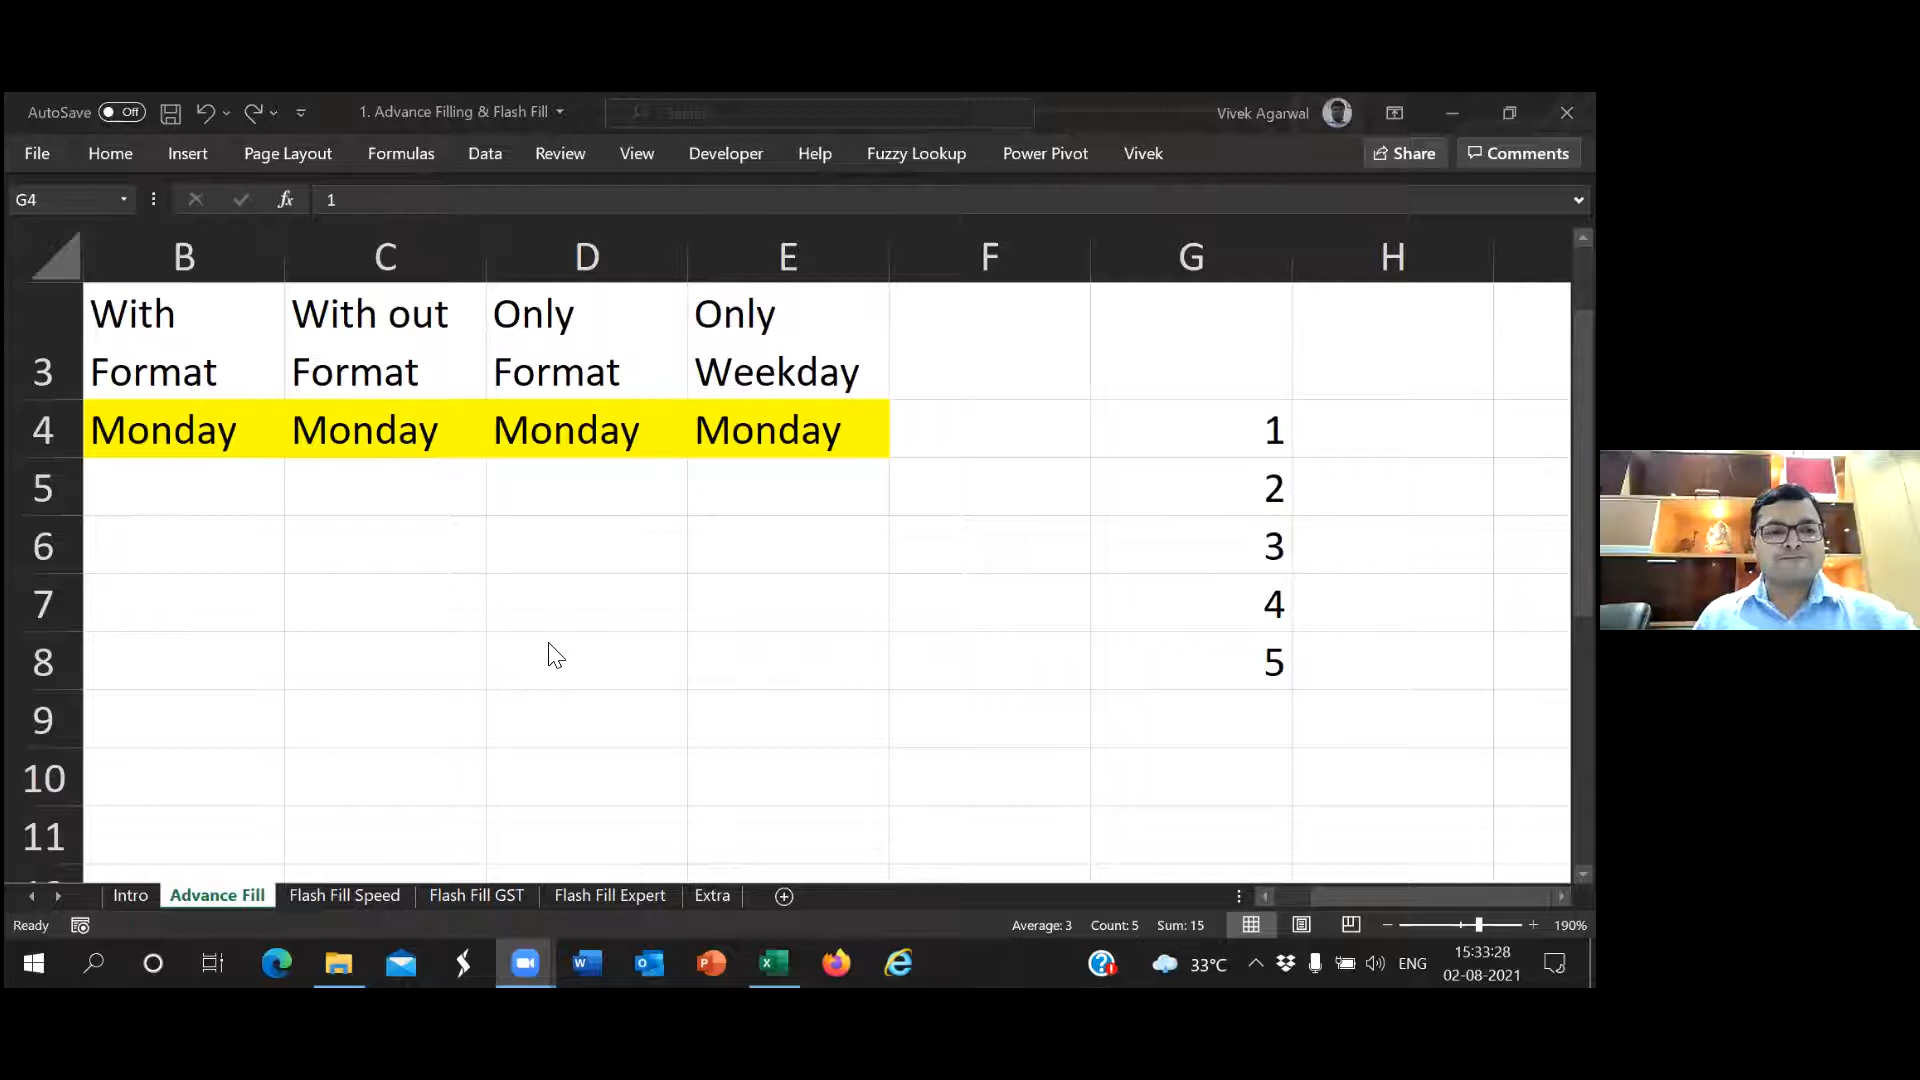 AutoSave Off 1. Advance Filling & Flash Fill Vivek Agarwal
File Home Insert Page Layout Formulas Data Review View Developer Help Fuzzy Lookup Power Pivot Vivek Share Comments
G4 fx 1
B C D E F G H
With With out Only Only
3 Format Format Format Weekday
4 Monday Monday Monday Monday 1
5 2
6 3
7 4
8 5
9
10
11
Intro Advance Fill Flash Fill Speed Flash Fill GST Flash Fill Expert Extra
Ready Average: 3 Count: 5 Sum: 15 190%
33°C ENG 15:33:28
02-08-2021